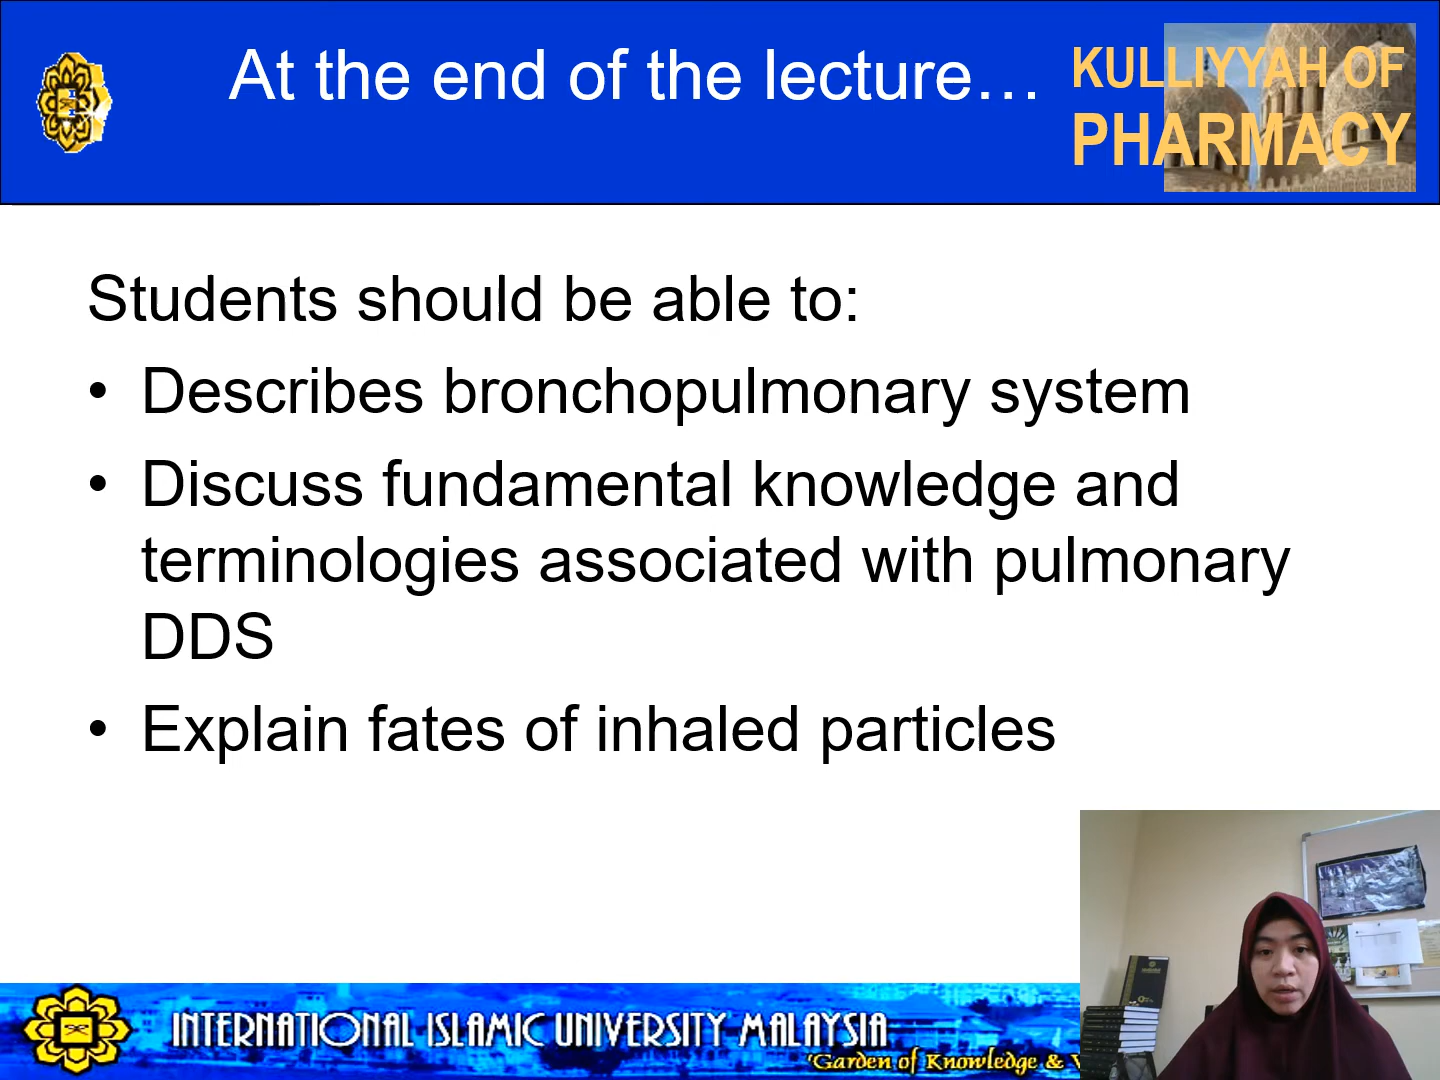 At the end of the lecture…
KULLIYYAH OF
PHARMACY
Students should be able to:
• Describes bronchopulmonary system
• Discuss fundamental knowledge and
terminologies associated with pulmonary
DDS
• Explain fates of inhaled particles
INTERNATIONAL ISLAMIC UNIVERSITY MALAYSIA
"Garden of Knowledge &